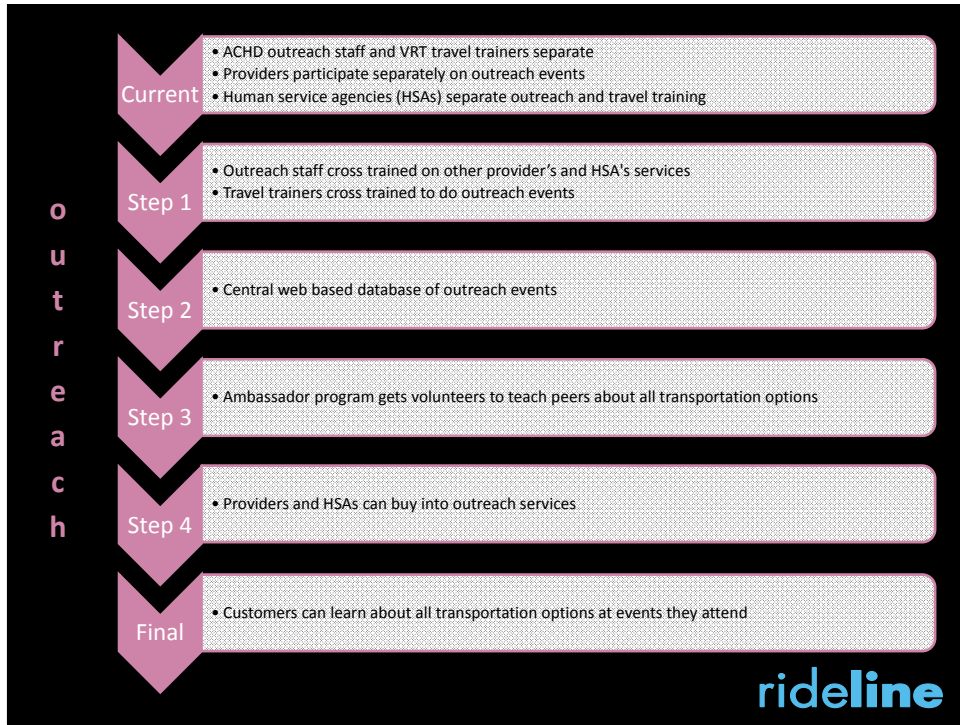 outreach
Current
• ACHD outreach staff and VRT travel trainers separate
• Providers participate separately on outreach events
• Human service agencies (HSAs) separate outreach and travel training
Step 1
• Outreach staff cross trained on other provider’s and HSA's services
• Travel trainers cross trained to do outreach events
Step 2
• Central web based database of outreach events
Step 3
• Ambassador program gets volunteers to teach peers about all transportation options
Step 4
• Providers and HSAs can buy into outreach services
Final
• Customers can learn about all transportation options at events they attend
rideline